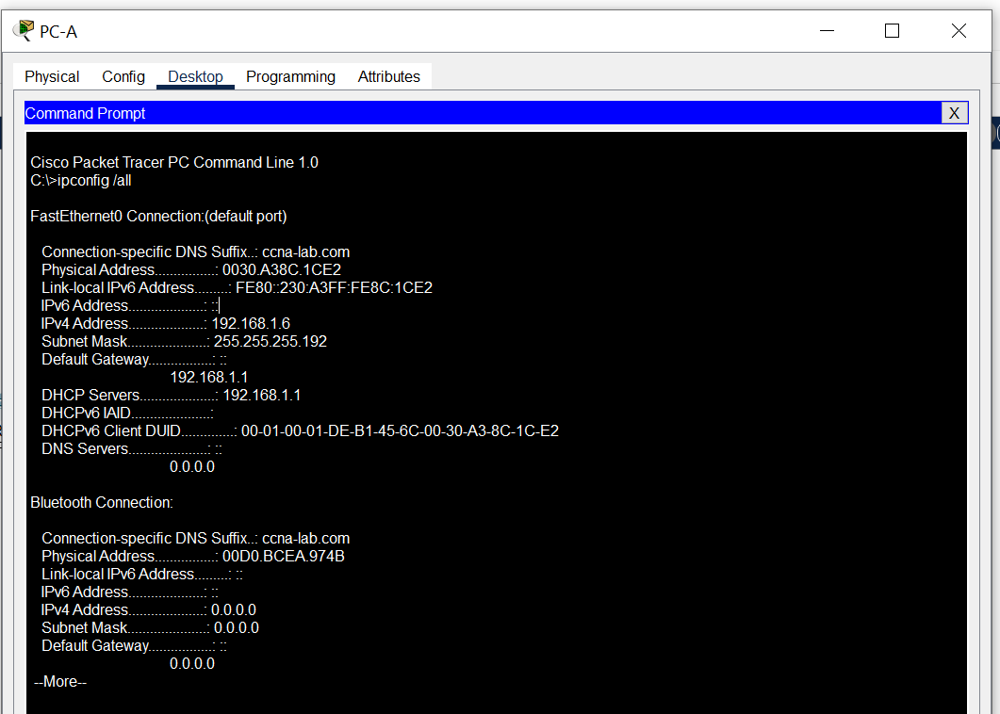 PC-A
Physical Config Desktop Programming Attributes
Command Prompt X
Cisco Packet Tracer PC Command Line 1.0
C:\>ipconfig /all
FastEthernet0 Connection:(default port)
Connection-specific DNS Suffix..: ccna-lab.com
Physical Address................: 0030.A38C.1CE2
Link-local IPv6 Address.........: FE80::230:A3FF:FE8C:1CE2
IPv6 Address....................: ::
IPv4 Address....................: 192.168.1.6
Subnet Mask.....................: 255.255.255.192
Default Gateway.................: ::
192.168.1.1
DHCP Servers....................: 192.168.1.1
DHCPv6 IAID.....................:
DHCPv6 Client DUID..............: 00-01-00-01-DE-B1-45-6C-00-30-A3-8C-1C-E2
DNS Servers.....................: ::
0.0.0.0
Bluetooth Connection:
Connection-specific DNS Suffix..: ccna-lab.com
Physical Address................: 00D0.BCEA.974B
Link-local IPv6 Address.........: ::
IPv6 Address....................: ::
IPv4 Address....................: 0.0.0.0
Subnet Mask.....................: 0.0.0.0
Default Gateway.................: ::
0.0.0.0
--More--